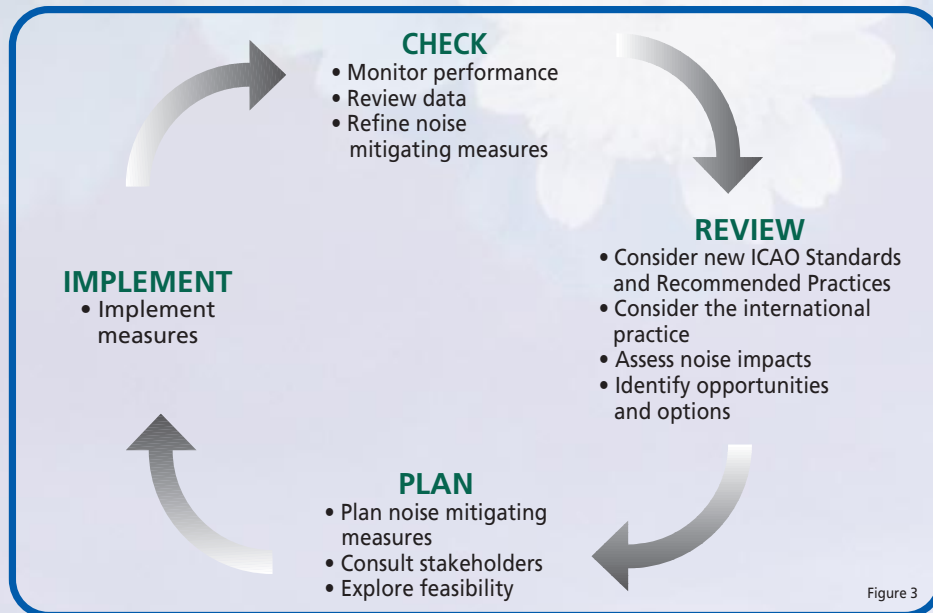 CHECK
• Monitor performance
• Review data
• Refine noise
mitigating measures
REVIEW
• Consider new ICAO Standards
and Recommended Practices
• Consider the international
practice
• Assess noise impacts
• Identify opportunities
and options
PLAN
• Plan noise mitigating
measures
• Consult stakeholders
• Explore feasibility
IMPLEMENT
• Implement
measures
Figure 3